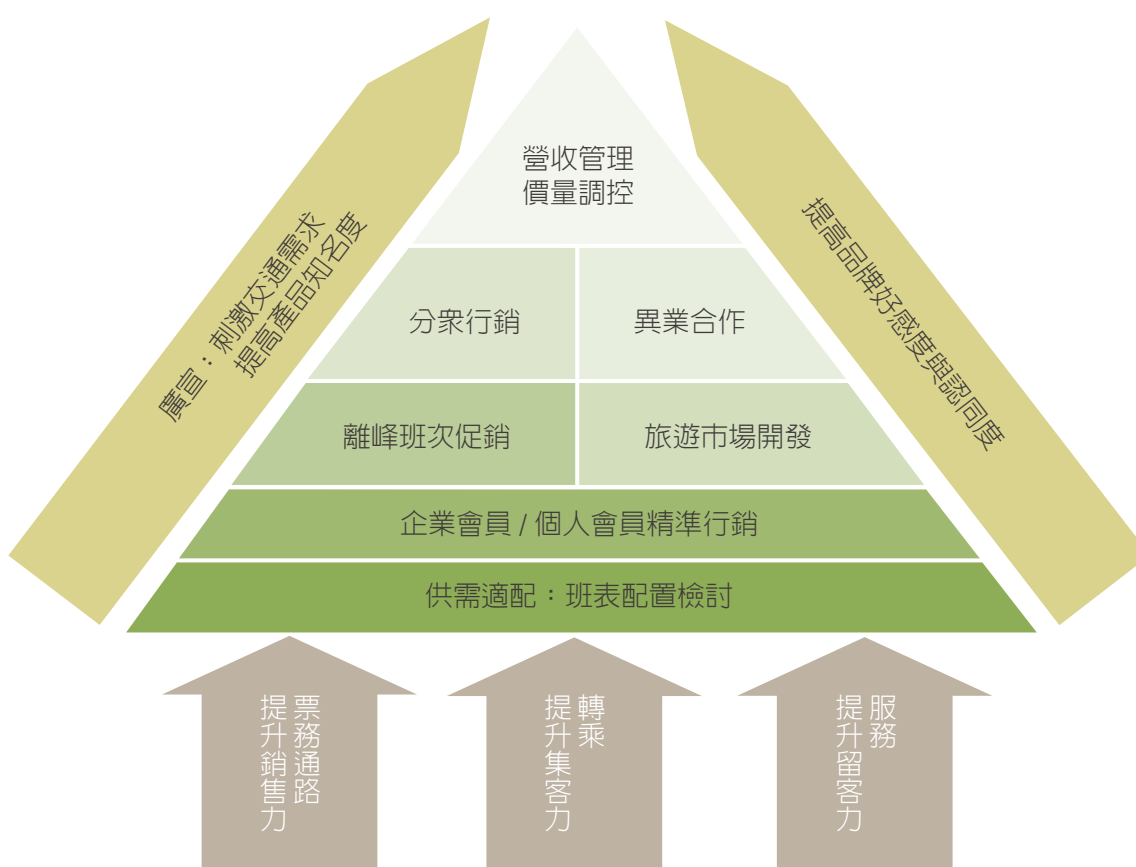 營收管理
價量調控
廣宣：刺激交通需求
提高產品知名度
提高品牌好感度與認同度
分衆行銷
異業合作
離峰班次促銷
旅遊市場開發
企業會員 / 個人會員精準行銷
供需適配：班表配置檢討
票務通路
提升銷售力
轉乘
提升集客力
服務
提升留客力